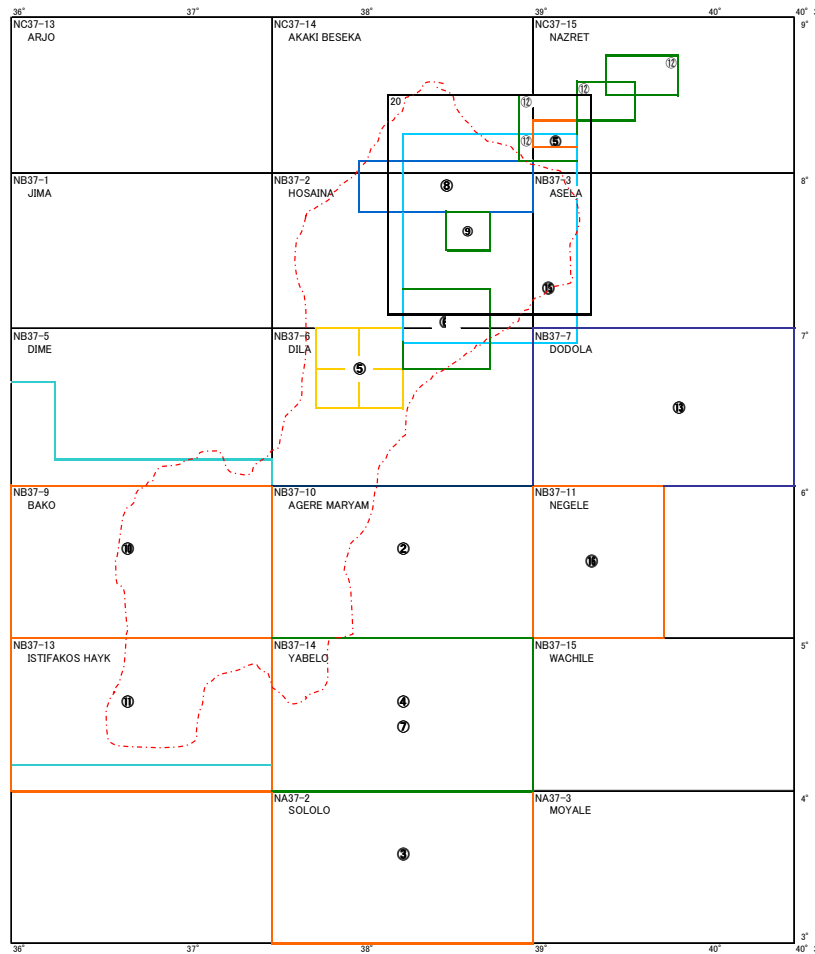 36° 37° 38° 39° 40° 40°
NC37-13 NC37-14 NC37-15 9°
ARJO AKAKI BESEKA NAZRET
⑫
⑫
20 ⑫
⑫ ⑤
NB37-1 NB37-2 NB37-3 8°
JIMA HOSAINA ⑧ ASELA
⑨
⑮
NB37-5 NB37-6 NB37-7 7°
DIME DILA DODOLA
⑤
⑬
NB37-9 NB37-10 NB37-11 6°
BAKO AGERE MARYAM NEGELE
⑩ ②
⑯
NB37-13 NB37-14 NB37-15 5°
ISTIFAKOS HAYK YABELO WACHILE
⑪ ④
⑦
NA37-2 NA37-3 4°
SOLOLO MOYALE
③
3°
36° 37° 38° 39° 40° 40°